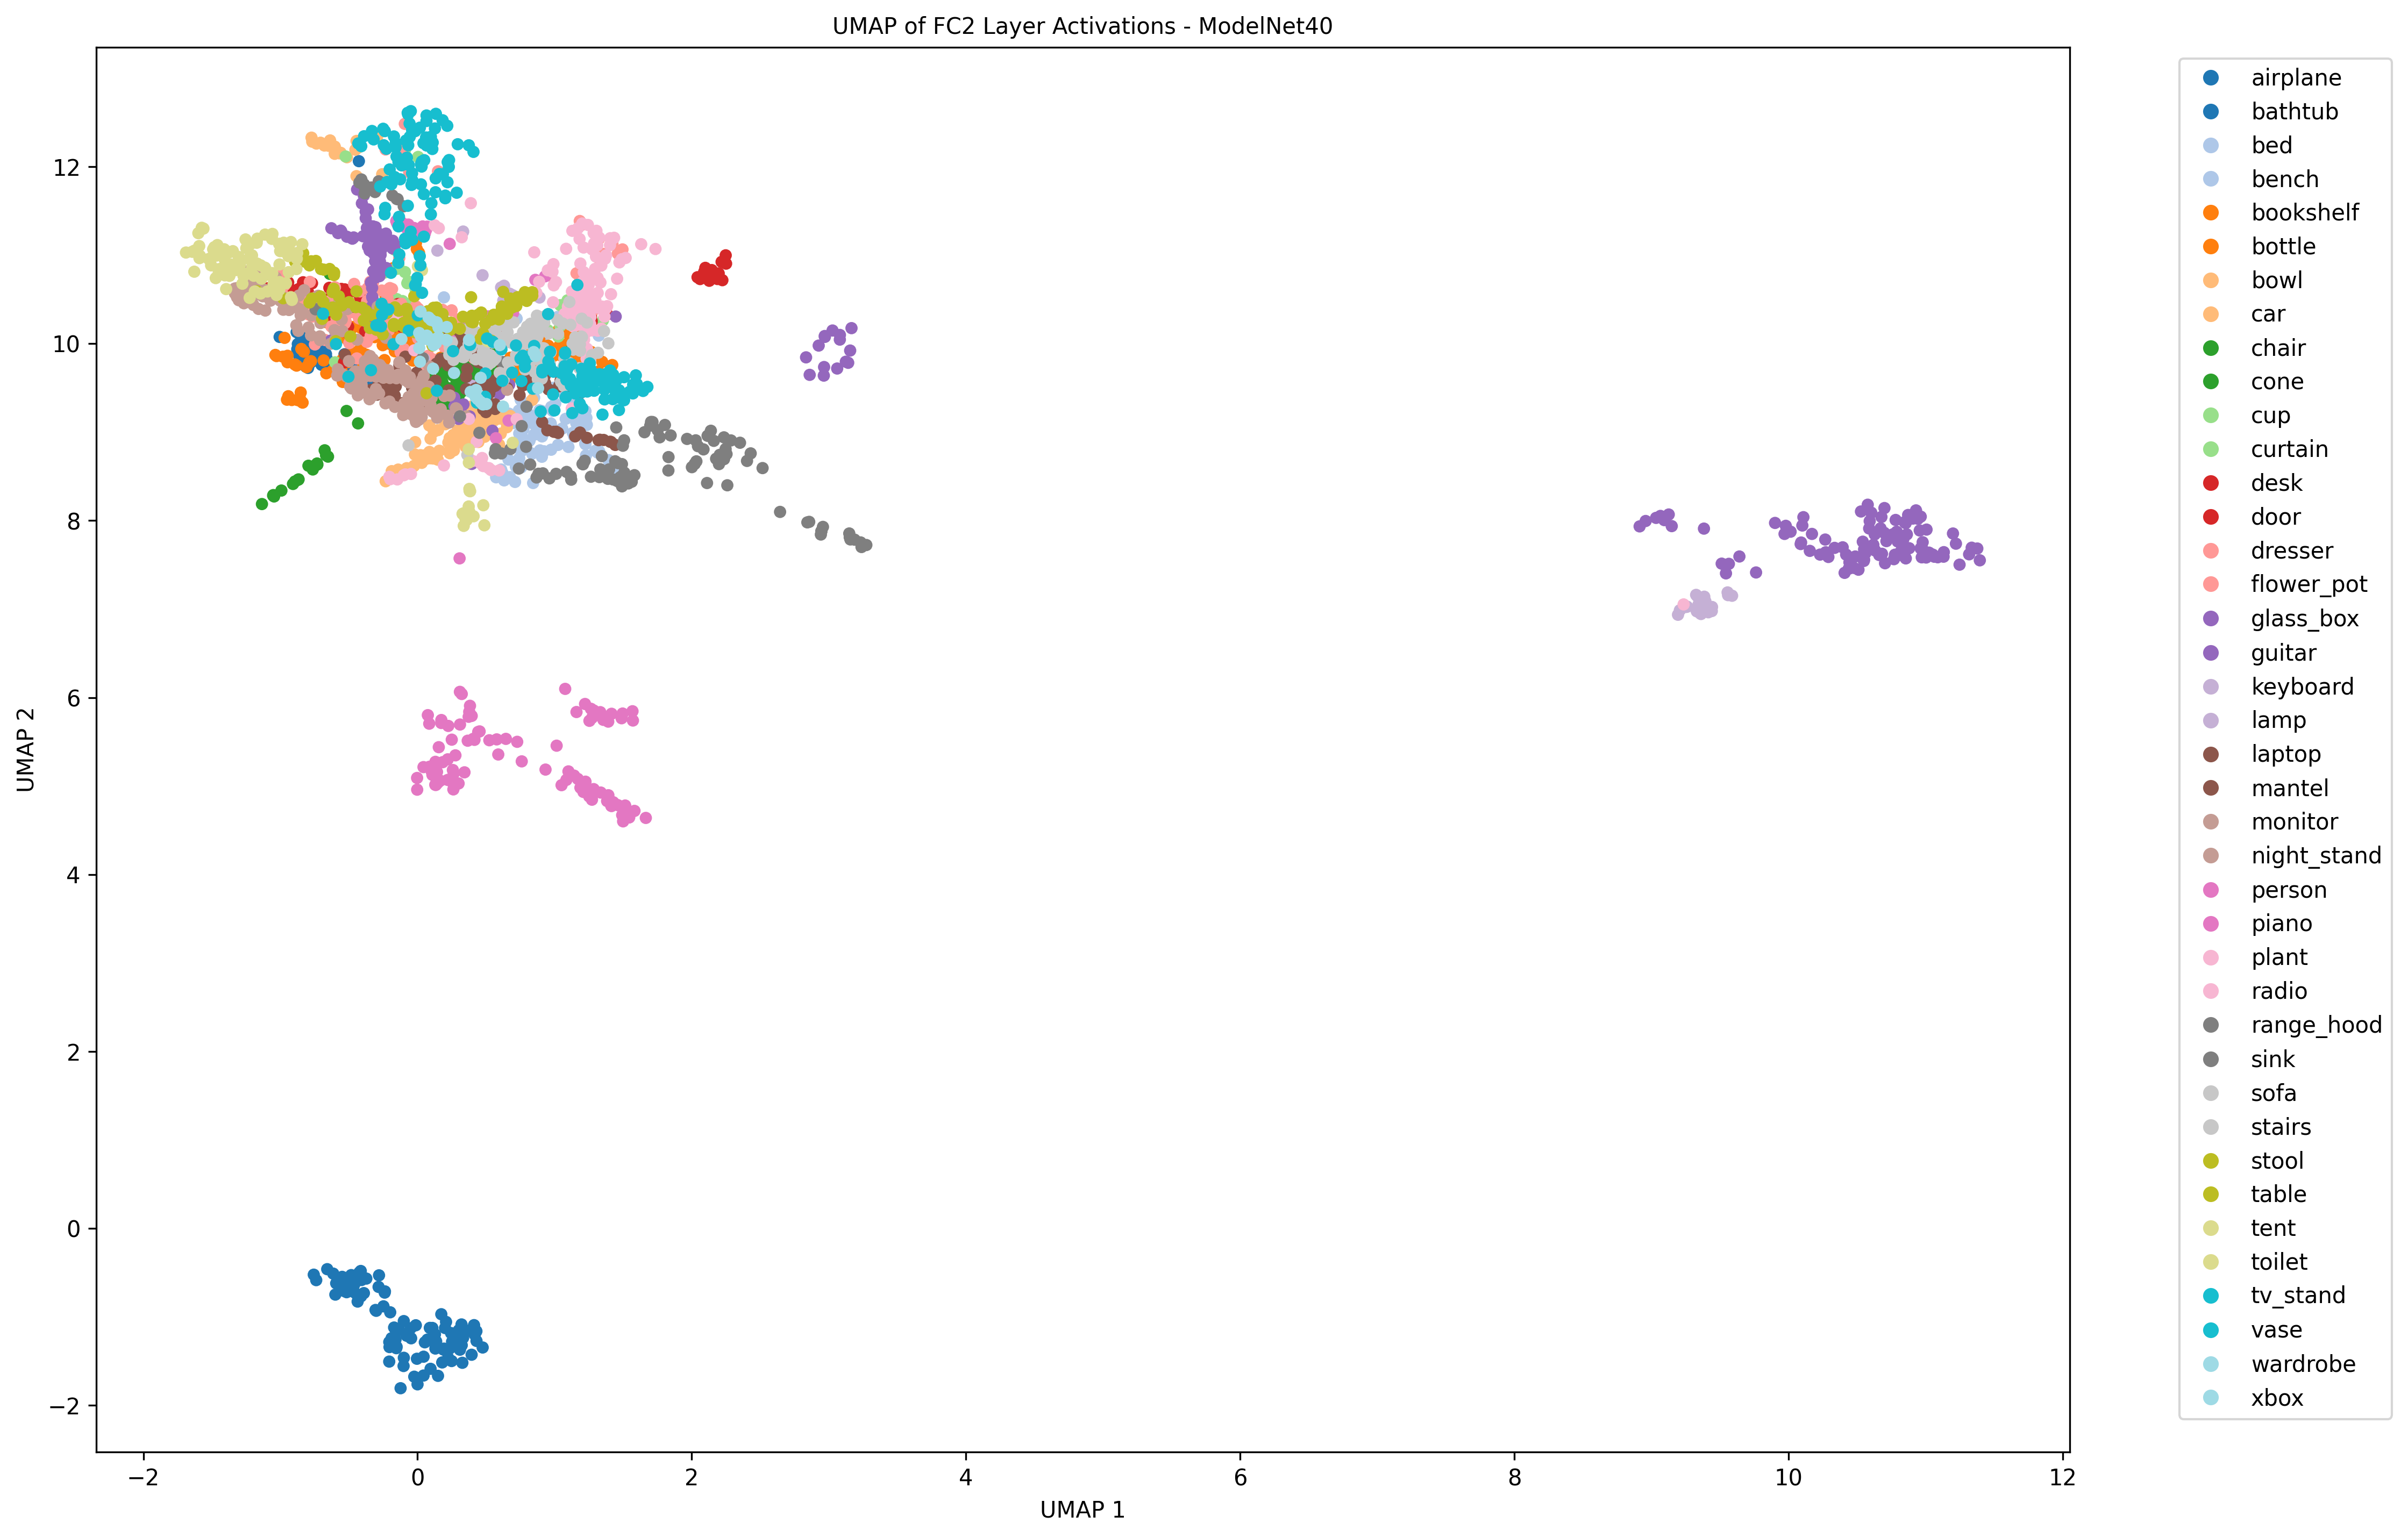 UMAP of FC2 Layer Activations - ModelNet40
UMAP 2
12
10
8
6
4
2
0
−2
−2
0
2
4
6
8
10
12
UMAP 1
airplane
bathtub
bed
bench
bookshelf
bottle
bowl
car
chair
cone
cup
curtain
desk
door
dresser
flower_pot
glass_box
guitar
keyboard
lamp
laptop
mantel
monitor
night_stand
person
piano
plant
radio
range_hood
sink
sofa
stairs
stool
table
tent
toilet
tv_stand
vase
wardrobe
xbox